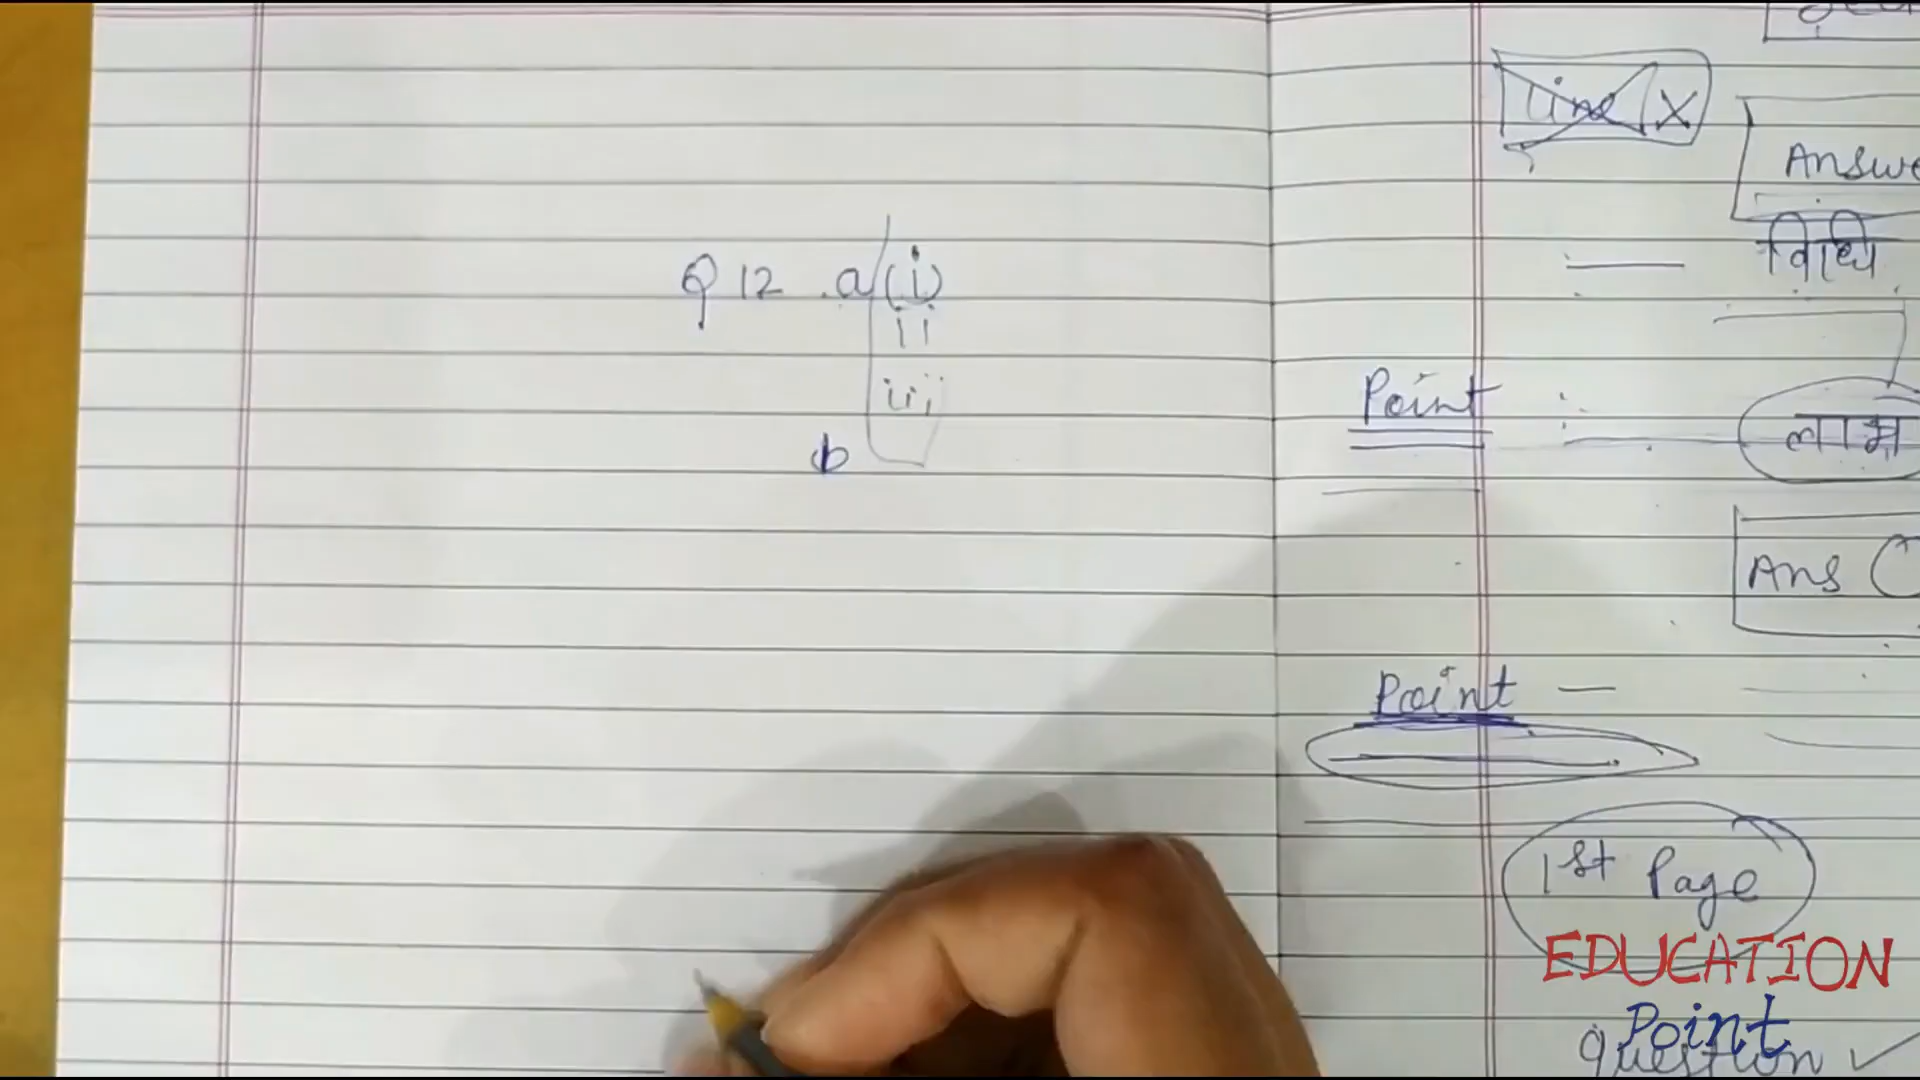 Q 12 a (i)
ii
iii
b
Line X
Answe
विधि
Point
लाभ
Ans
Point
1st Page
EDUCATION
Point
question